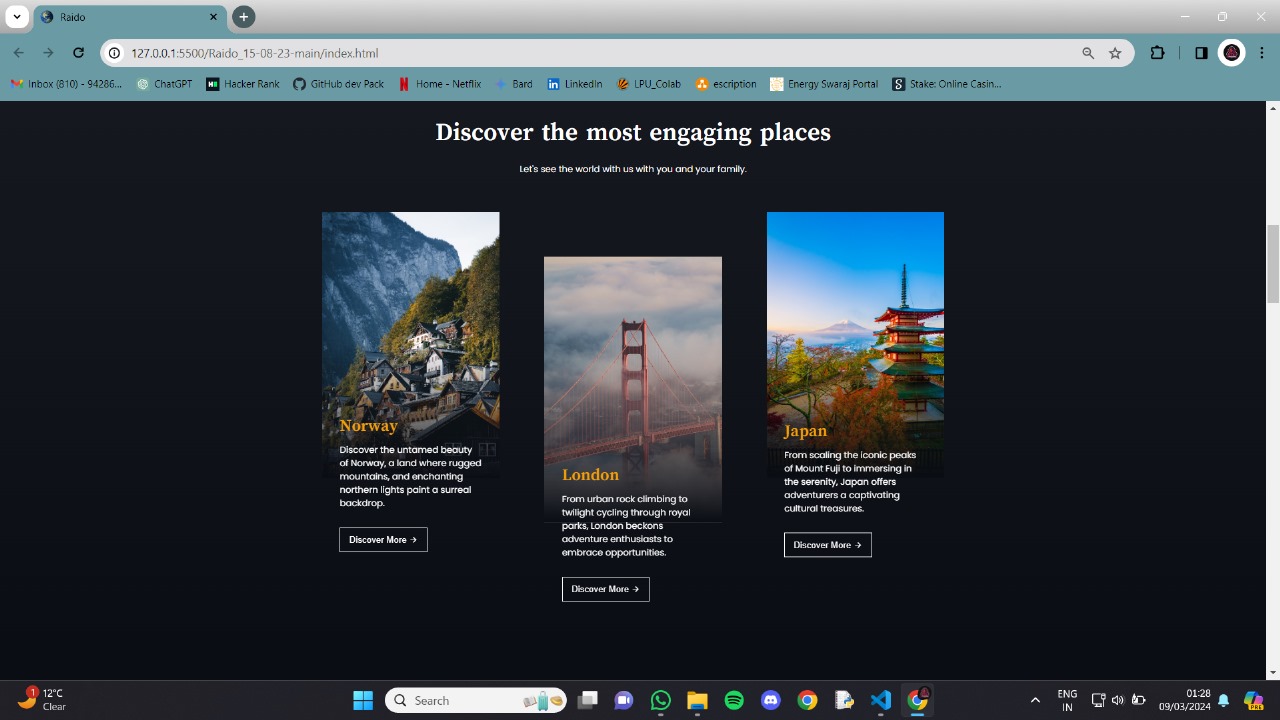 Raido
127.0.0.1:5500/Raido_15-08-23-main/index.html
Inbox (810) - 94286...
ChatGPT
Hacker Rank
GitHub dev Pack
Home - Netflix
Bard
LinkedIn
LPU_Colab
escription
Energy Swaraj Portal
Stake: Online Casin...
Discover the most engaging places
Let's see the world with us with you and your family.
Norway
Discover the untamed beauty
of Norway, a land where rugged
mountains, and enchanting
northern lights paint a surreal
backdrop.
Discover More →
London
From urban rock climbing to
twilight cycling through royal
parks, London beckons
adventure enthusiasts to
embrace opportunities.
Discover More →
Japan
From scaling the iconic peaks
of Mount Fuji to immersing in
the serenity, Japan offers
adventurers a captivating
cultural treasures.
Discover More →
1
12°C
Clear
Search
ENG
IN
01:28
09/03/2024
PRE